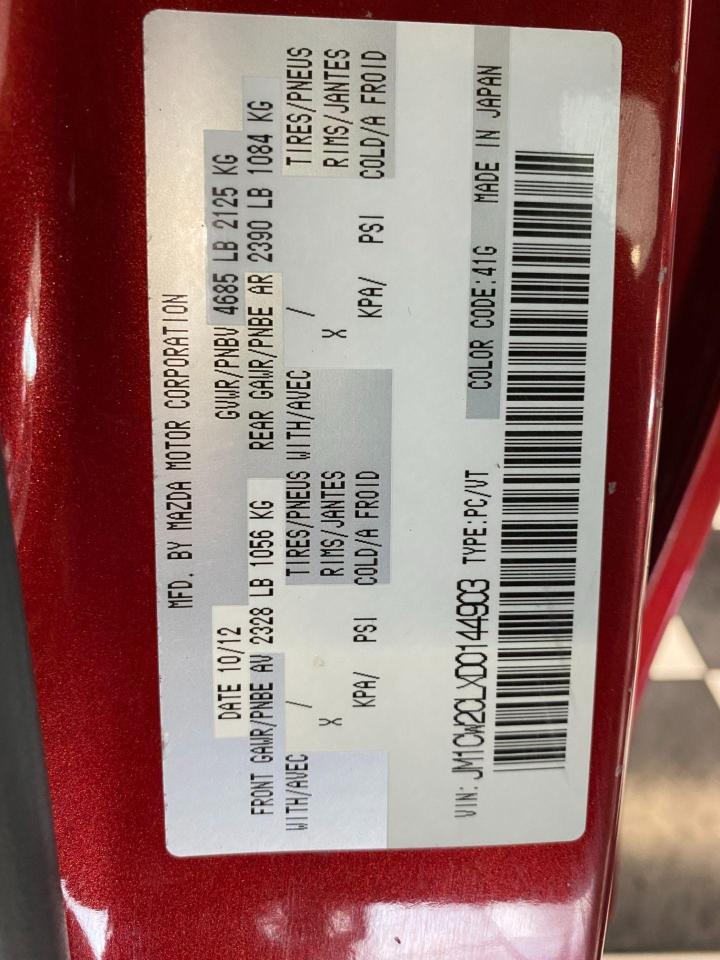 MFD. BY MAZDA MOTOR CORPORATION
DATE 10/12 GVWR/PNBV 4685 LB 2125 KG
FRONT GAWR/PNBE AV 2328 LB 1056 KG REAR GAWR/PNBE AR 2390 LB 1084 KG
WITH/AVEC / TIRES/PNEUS WITH/AVEC / TIRES/PNEUS
X RIMS/JANTES X RIMS/JANTES
KPA/ PSI COLD/A FROID KPA/ PSI COLD/A FROID
VIN: JM1CW2CLXD0144903 TYPE:PC/VT COLOR CODE:41G MADE IN JAPAN